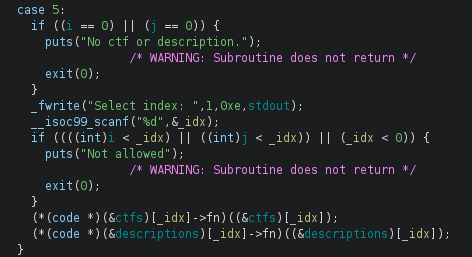 case 5:
if ((i == 0) || (j == 0)) {
puts("No ctf or description.");
/* WARNING: Subroutine does not return */
exit(0);
}
_fwrite("Select index: ",1,0xe,stdout);
__isoc99_scanf("%d",&_idx);
if ((((int)i < _idx) || ((int)j < _idx)) || (_idx < 0)) {
puts("Not allowed");
/* WARNING: Subroutine does not return */
exit(0);
}
(*(code *)(&ctfs)[_idx]->fn)((&ctfs)[_idx]);
(*(code *)(&descriptions)[_idx]->fn)((&descriptions)[_idx]);
}